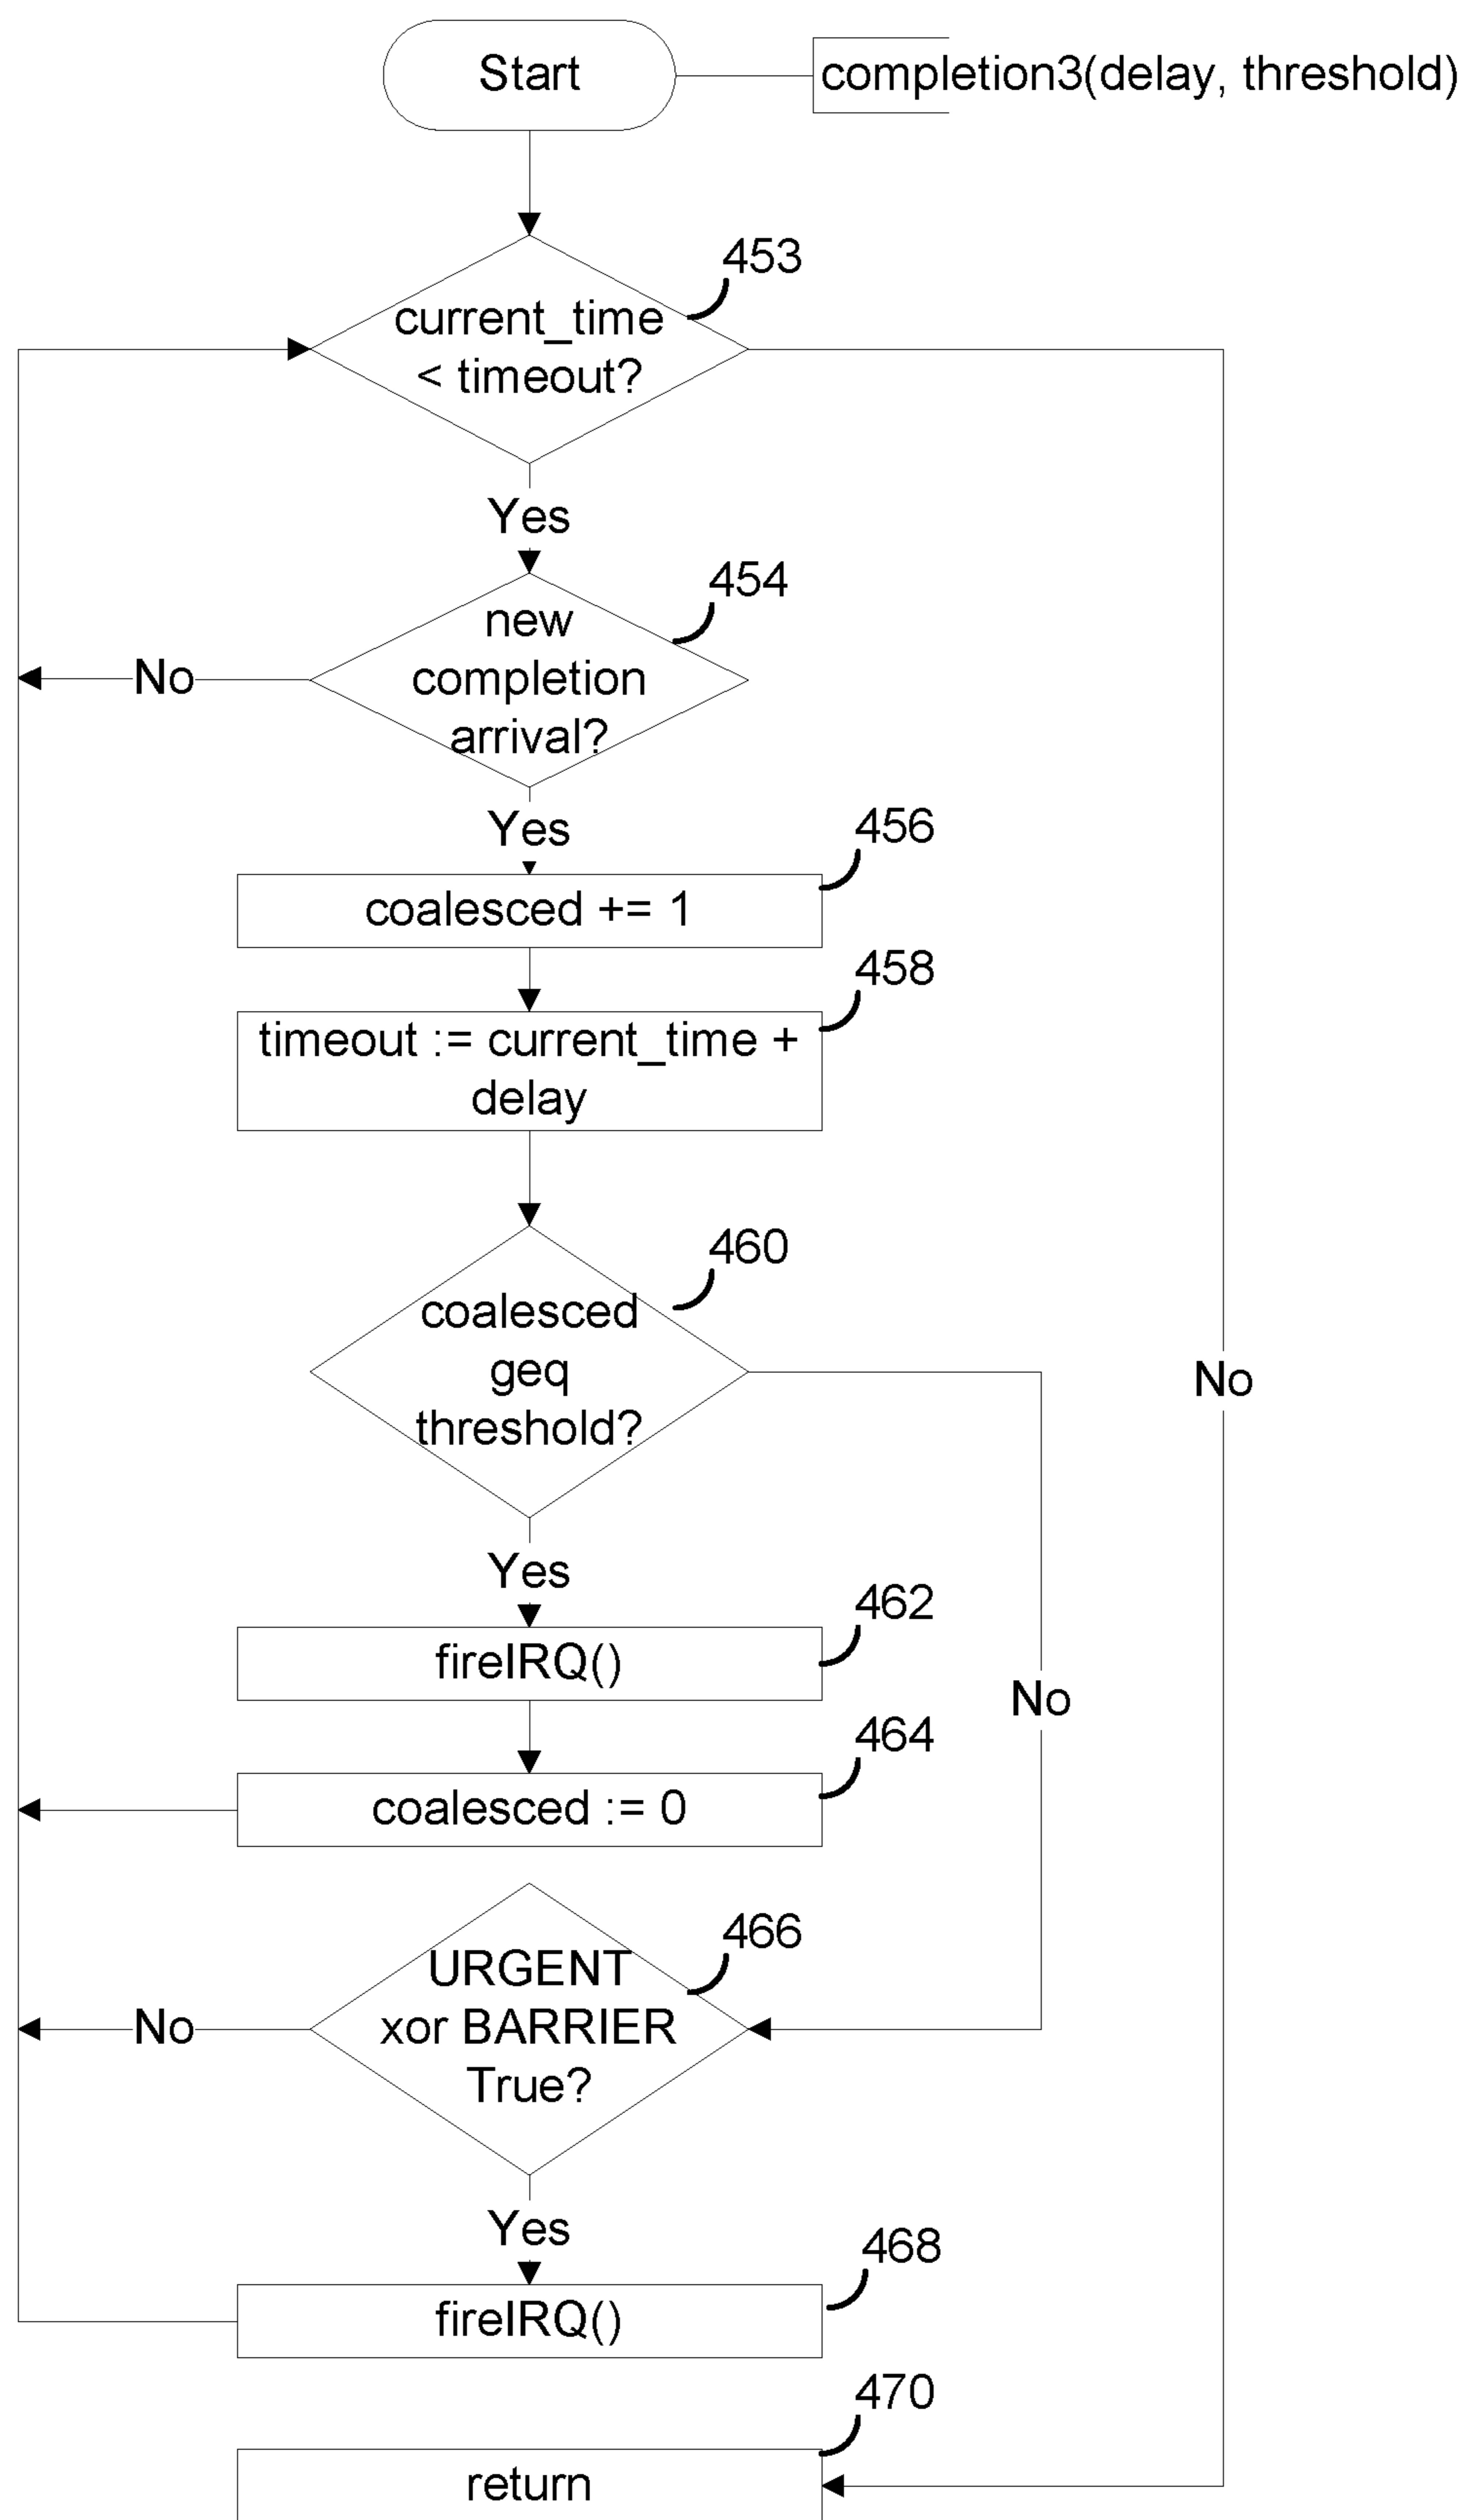 Start
completion3(delay, threshold)
453
current_time
< timeout?
Yes
454
new
completion
arrival?
No
Yes
456
coalesced += 1
458
timeout := current_time +
delay
460
coalesced
geq
threshold?
No
Yes
462
fireIRQ()
No
464
coalesced := 0
466
URGENT
xor BARRIER
True?
No
Yes
468
fireIRQ()
470
return